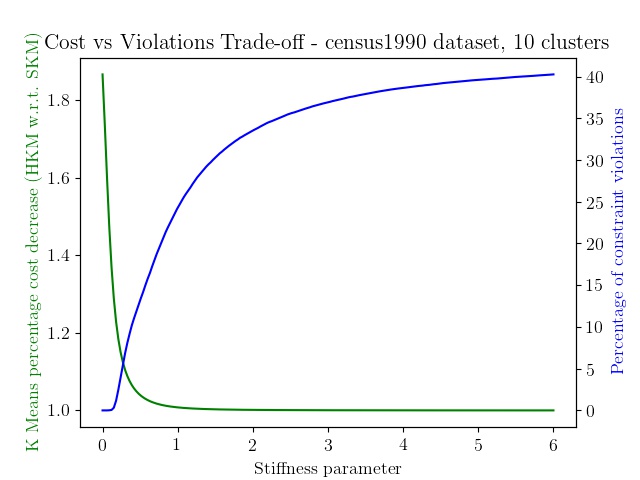 Cost vs Violations Trade-off - census1990 dataset, 10 clusters
K Means percentage cost decrease (HKM w.r.t. SKM)
1.8
1.6
1.4
1.2
1.0
40
35
30
25
20
15
10
5
0
Percentage of constraint violations
0 1 2 3 4 5 6
Stiffness parameter